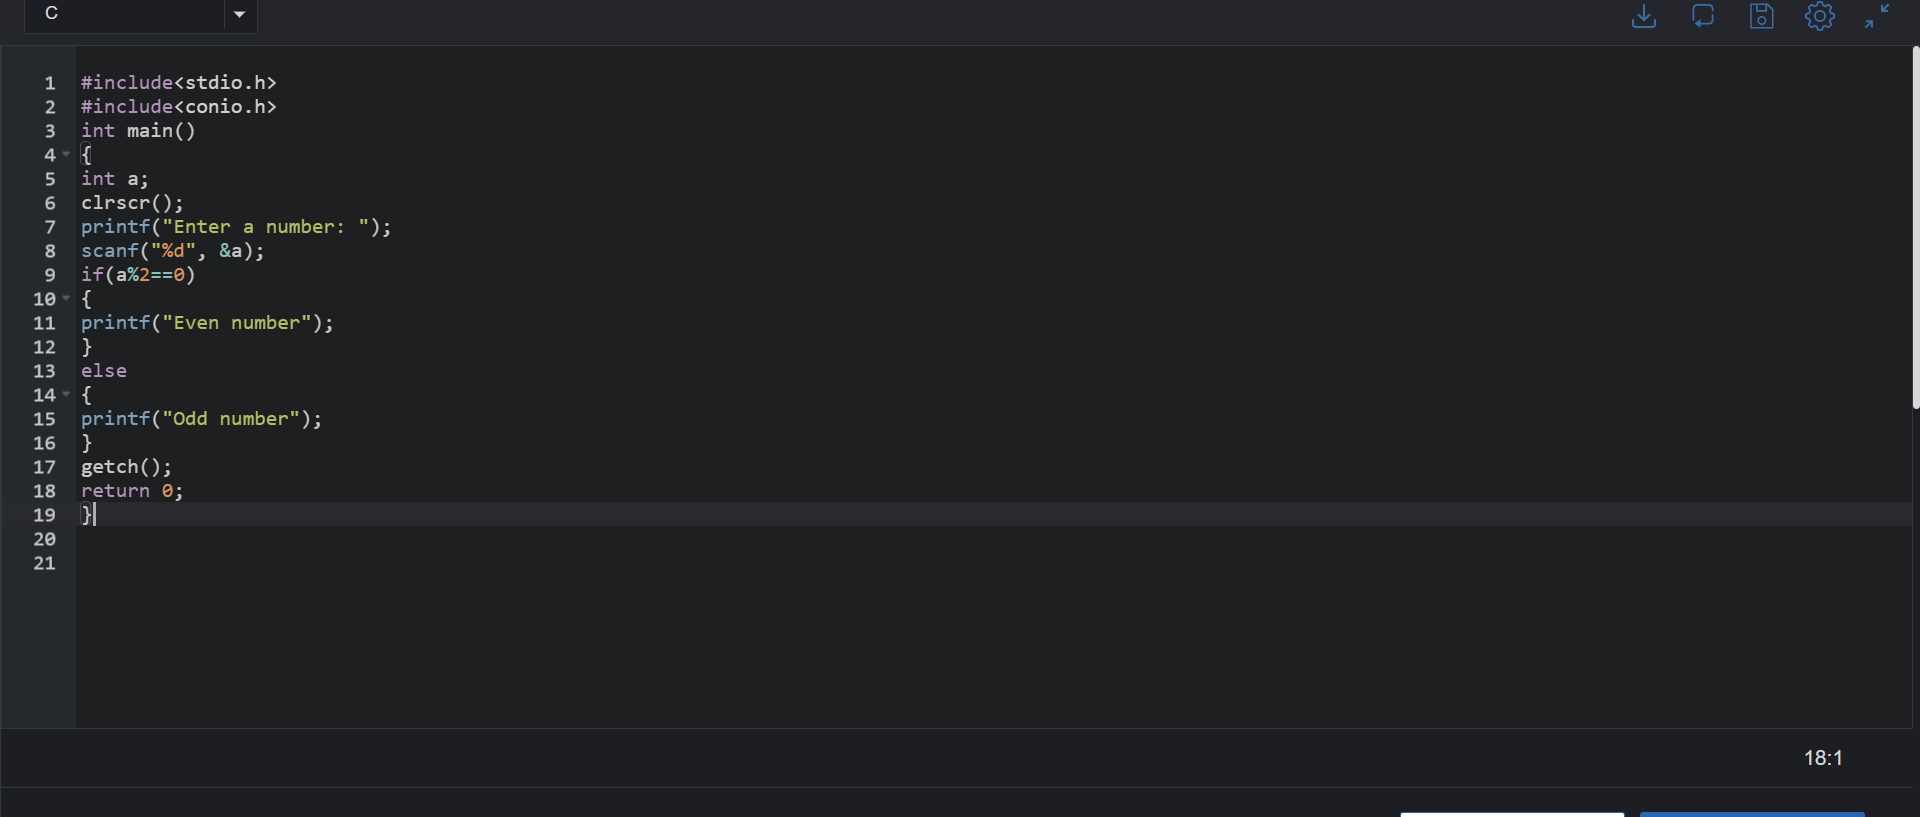 C
1 #include<stdio.h>
2 #include<conio.h>
3 int main()
4 {
5 int a;
6 clrscr();
7 printf("Enter a number: ");
8 scanf("%d", &a);
9 if(a%2==0)
10 {
11 printf("Even number");
12 }
13 else
14 {
15 printf("Odd number");
16 }
17 getch();
18 return 0;
19 }
20
21
18:1